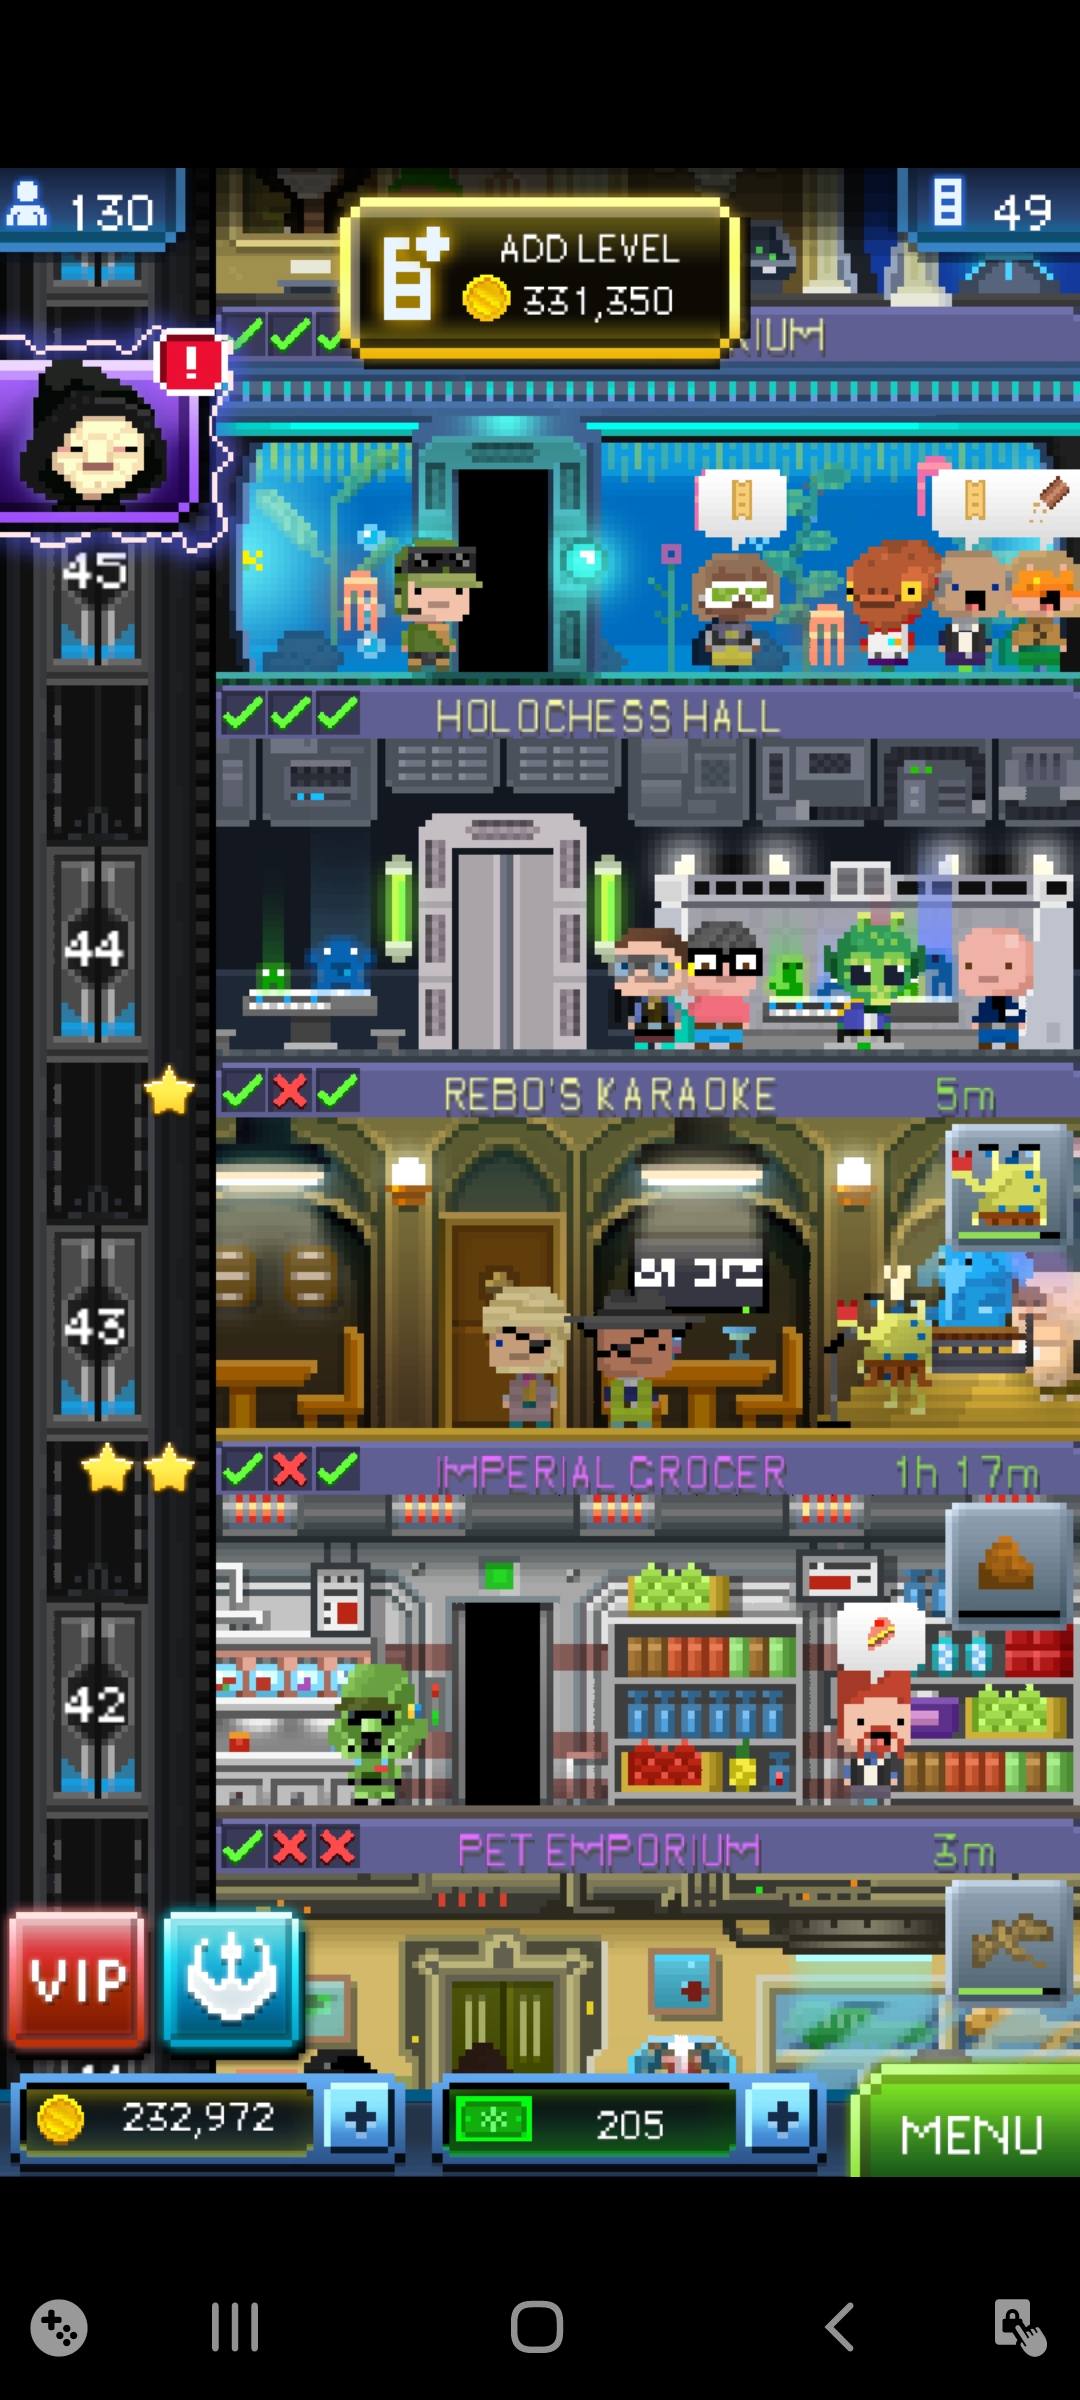 130
ADD LEVEL
331,350
49
RIUM
!
45
HOLOCHESS HALL
44
REBO'S KARAOKE 5m
43
IMPERIAL GROCER 1h 17m
42
PET EMPORIUM 3m
VIP
232,972 +
205 +
MENU